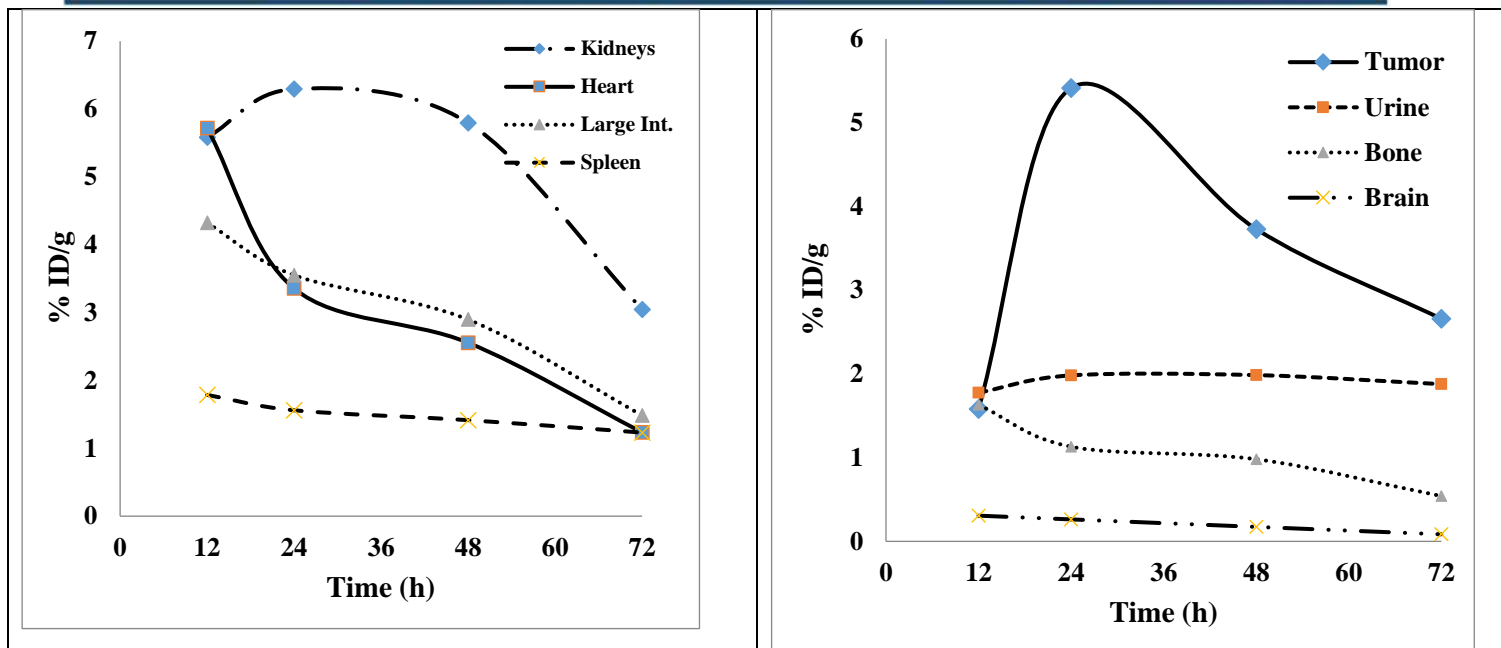 7
6
5
4
3
2
1
0
% ID/g
0 12 24 36 48 60 72
Time (h)
Kidneys
Heart
Large Int.
Spleen
6
5
4
3
2
1
0
% ID/g
0 12 24 36 48 60 72
Time (h)
Tumor
Urine
Bone
Brain